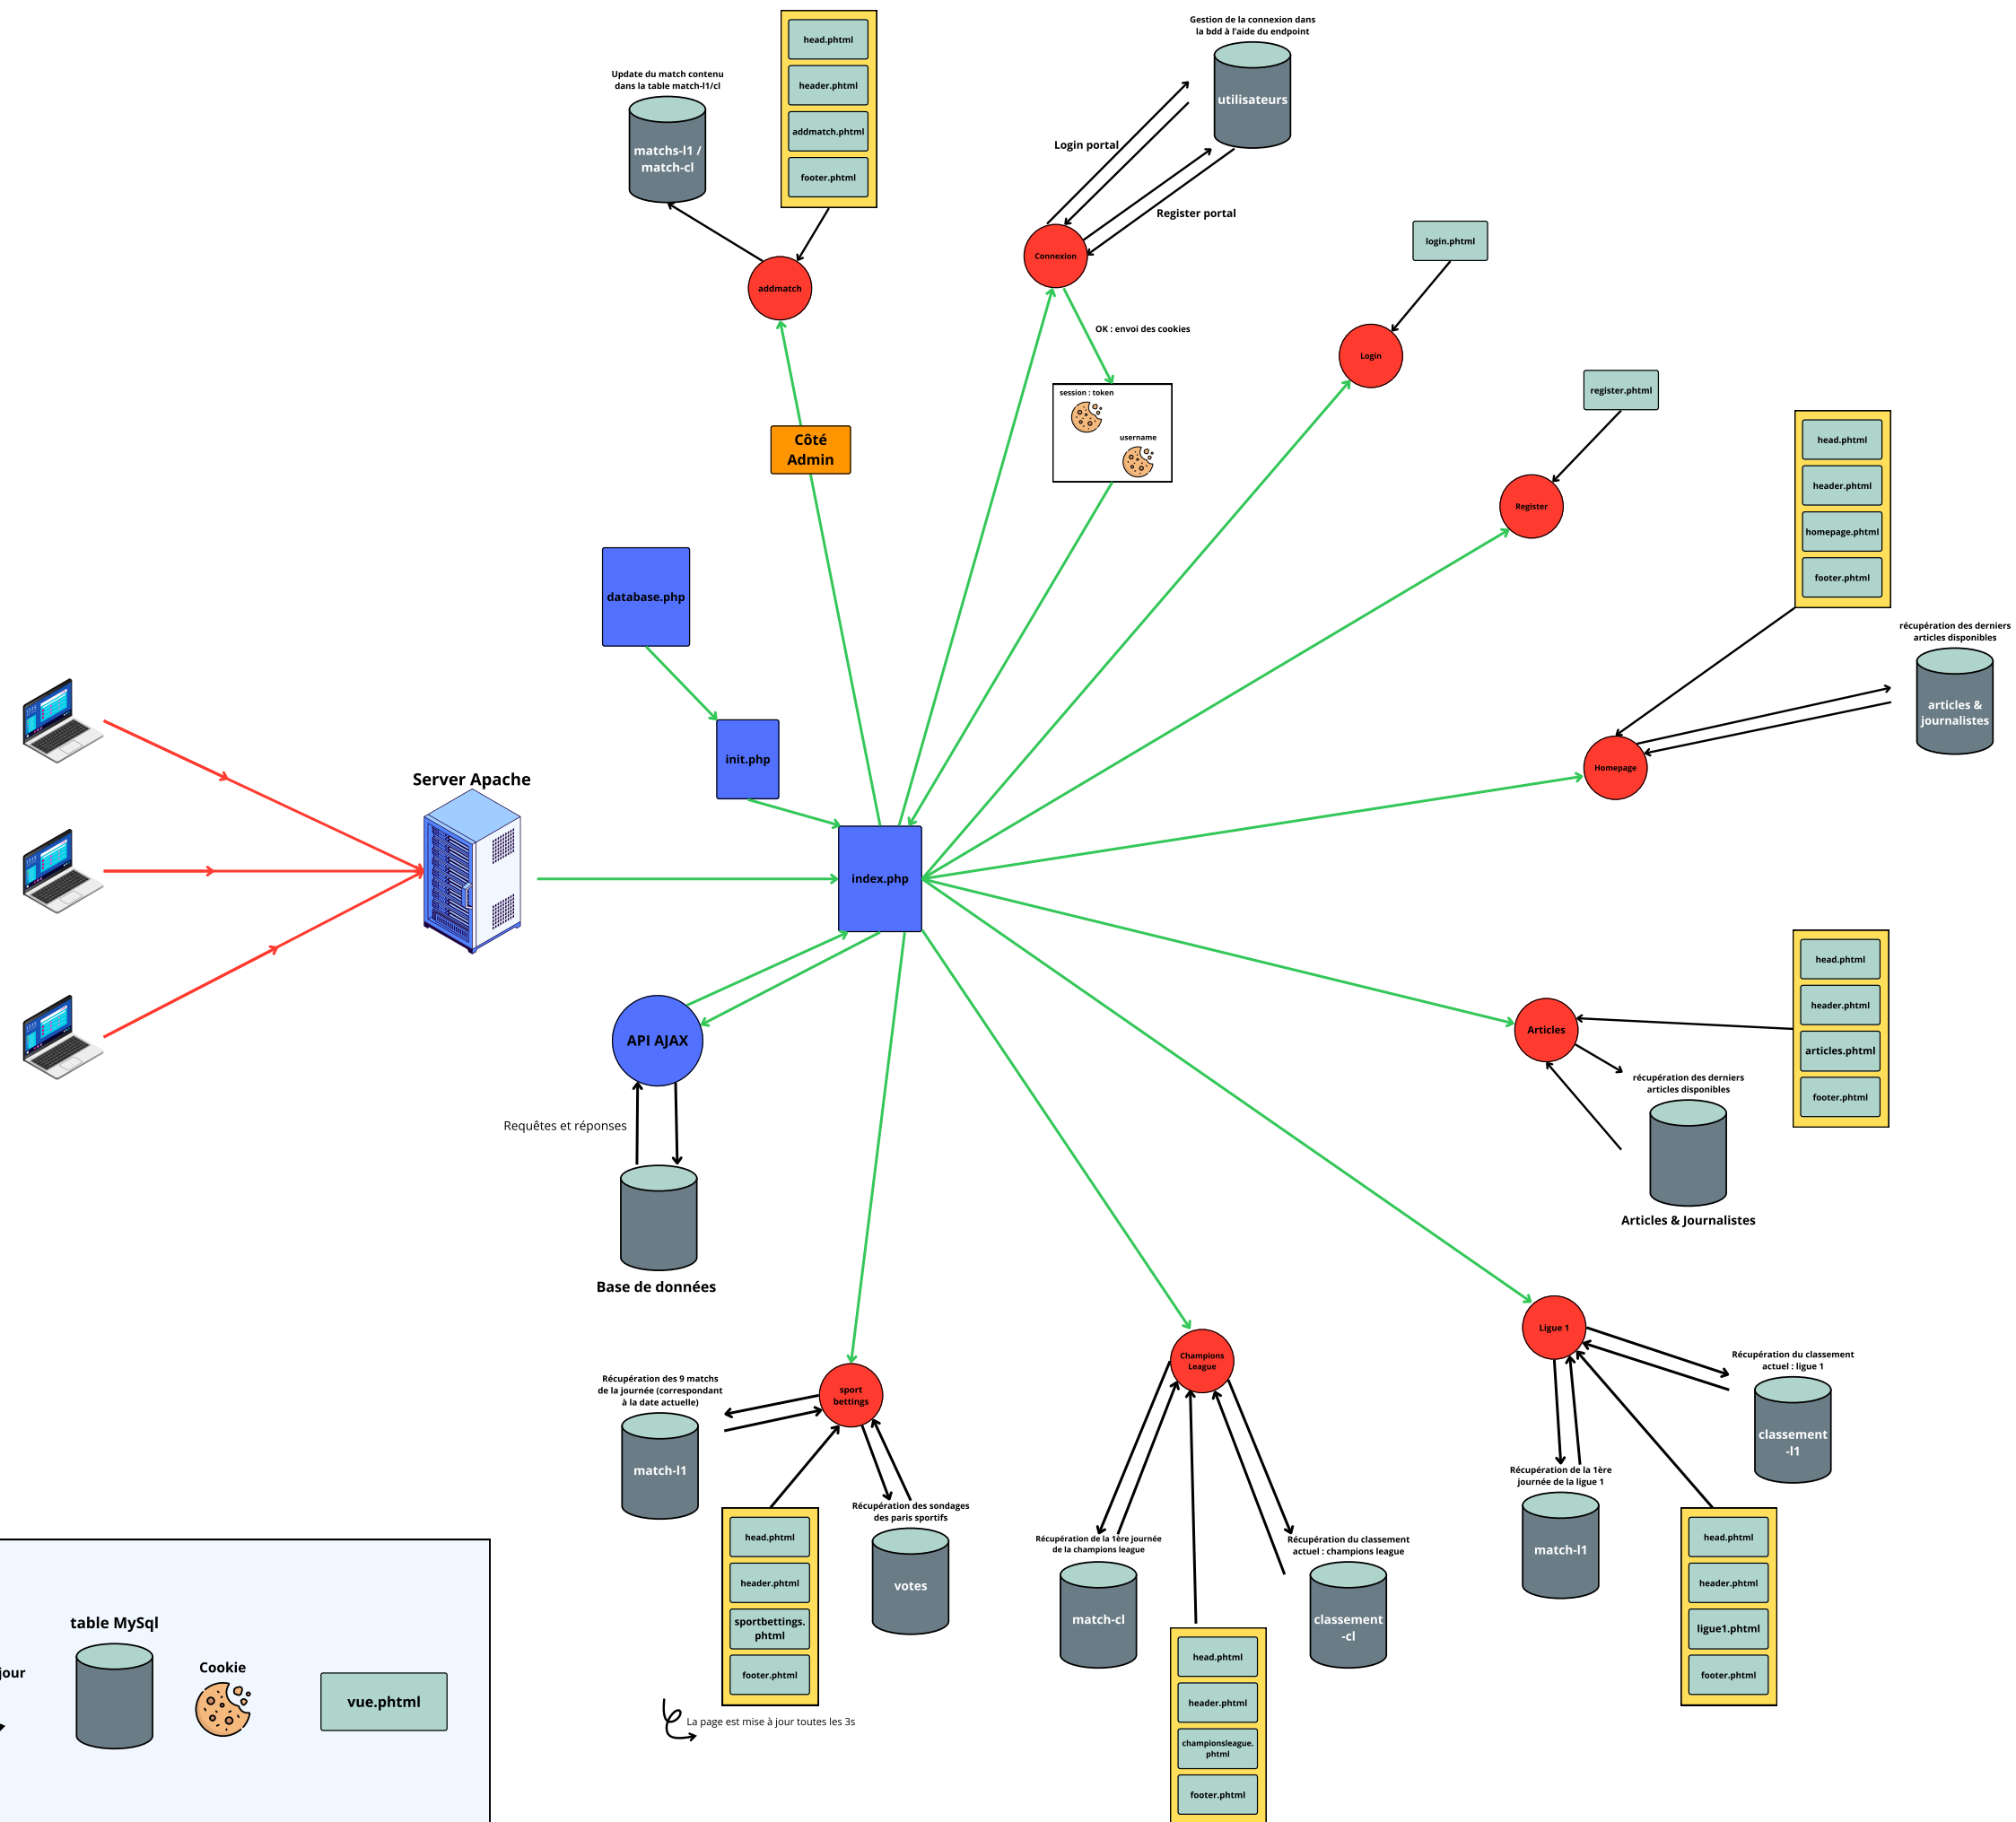 Gestion de la connexion dans
la bdd à l'aide du endpoint
utilisateurs
Login portal
Register portal
Connexion
OK : envoi des cookies
session : token
username
Update du match contenu
dans la table match-l1/cl
matchs-l1 /
match-cl
head.phtml
header.phtml
addmatch.phtml
footer.phtml
addmatch
Côté
Admin
login.phtml
Login
register.phtml
Register
head.phtml
header.phtml
homepage.phtml
footer.phtml
récupération des derniers
articles disponibles
articles &
journalistes
Homepage
database.php
init.php
Server Apache
index.php
API AJAX
Requêtes et réponses
Base de données
head.phtml
header.phtml
articles.phtml
footer.phtml
Articles
récupération des derniers
articles disponibles
Articles & Journalistes
Ligue 1
Récupération du classement
actuel : ligue 1
classement
-l1
Récupération de la 1ère
journée de la ligue 1
match-l1
head.phtml
header.phtml
ligue1.phtml
footer.phtml
Champions
League
Récupération de la 1ère journée
de la champions league
match-cl
Récupération du classement
actuel : champions league
classement
-cl
head.phtml
header.phtml
championsleague.
phtml
footer.phtml
sport
bettings
Récupération des 9 matchs
de la journée (correspondant
à la date actuelle)
match-l1
Récupération des sondages
des paris sportifs
votes
head.phtml
header.phtml
sportbettings.
phtml
footer.phtml
La page est mise à jour toutes les 3s
jour
table MySql
Cookie
vue.phtml